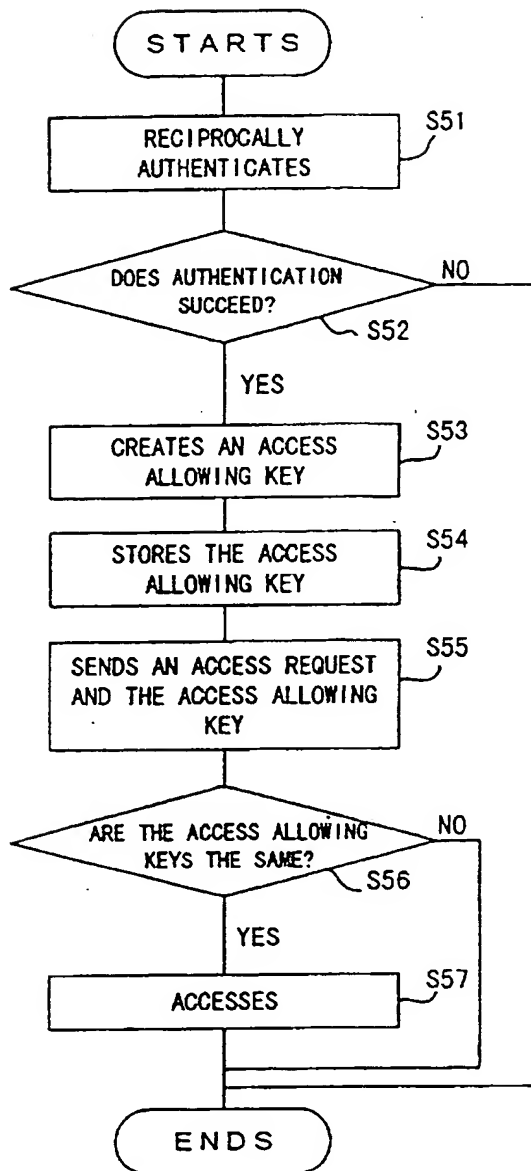 STARTS
RECIPROCALLY
AUTHENTICATES
S51
DOES AUTHENTICATION
SUCCEED?
NO
S52
YES
CREATES AN ACCESS
ALLOWING KEY
S53
STORES THE ACCESS
ALLOWING KEY
S54
SENDS AN ACCESS REQUEST
AND THE ACCESS ALLOWING
KEY
S55
ARE THE ACCESS ALLOWING
KEYS THE SAME?
NO
S56
YES
ACCESSES
S57
ENDS